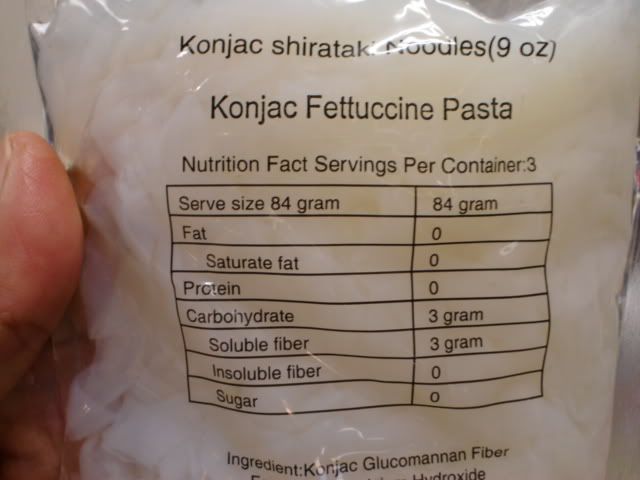 Konjac shirataki Noodles(9 oz)
Konjac Fettuccine Pasta
Nutrition Fact Servings Per Container:3
Serve size 84 gram 84 gram
Fat 0
Saturate fat 0
Protein 0
Carbohydrate 3 gram
Soluble fiber 3 gram
Insoluble fiber 0
Sugar 0
Ingredient:Konjac Glucomannan Fiber
Hydroxide